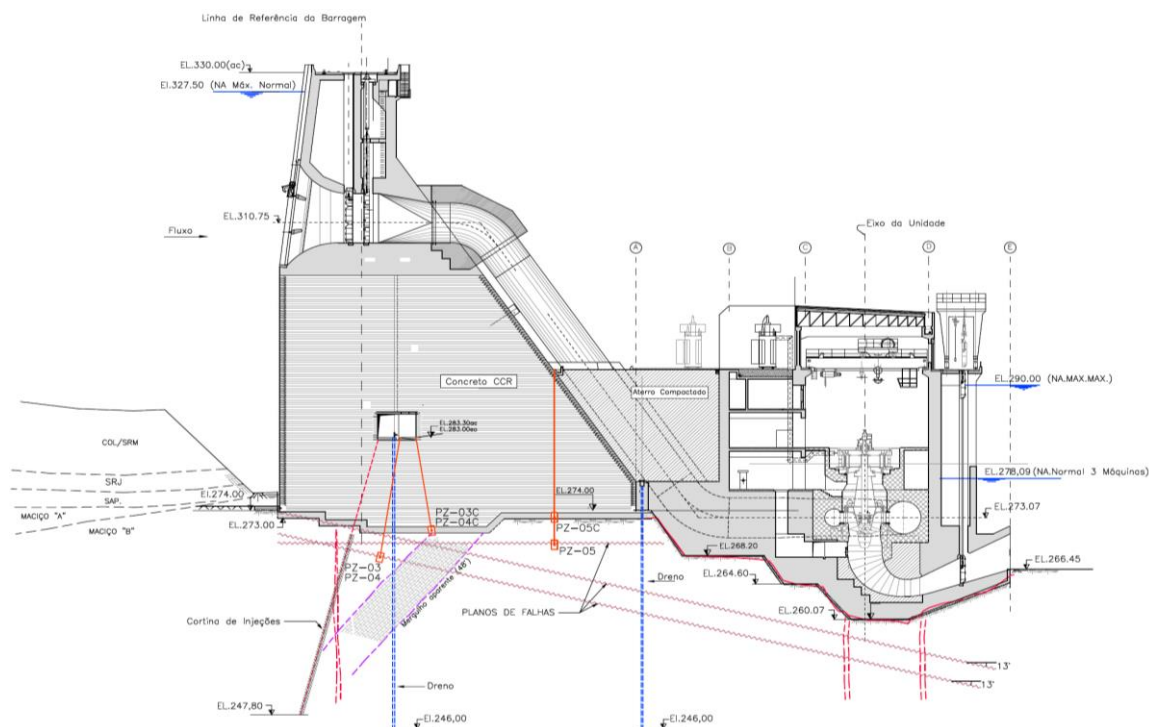 Linha de Referência da Barragem
EL.330.00(ac)
El.327,50 (NA Máx. Normal)
EL.310.75
Fluxo
Eixo da Unidade
A
B
C
D
E
Concreto CCR
Aterro Compactado
EL.290.00 (NA.MAX.MAX.)
EL.283.30ac
EL.283.00ac
COL/SRM
SRJ
SAP.
MACIÇO "A"
MACIÇO "B"
El.274.00
EL.273.00
EL.274.00
EL.278,09 (NA.Normal 3 Máquinas)
EL.273.07
PZ-03C
PZ-04C
PZ-05C
PZ-05
PZ-03
PZ-04
EL.268.20
EL.266.45
EL.264.60
EL.260.07
Dreno
PLANOS DE FALHAS
Mergulho aparente (48°)
Cortina de Injeções
13°
13°
Dreno
EL.247,80
El.246,00
El.246,00